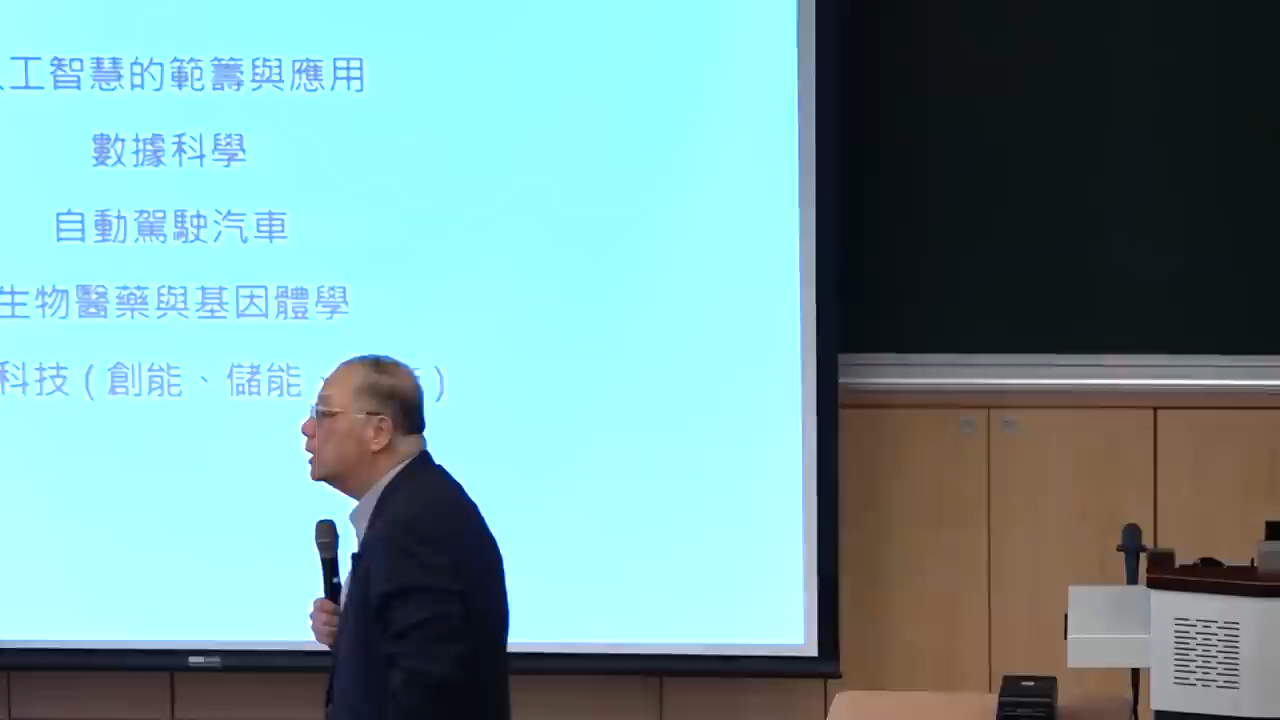 工智慧的範籌與應用
數據科學
自動駕駛汽車
生物醫藥與基因體學
科技 ( 創能、儲能、 )